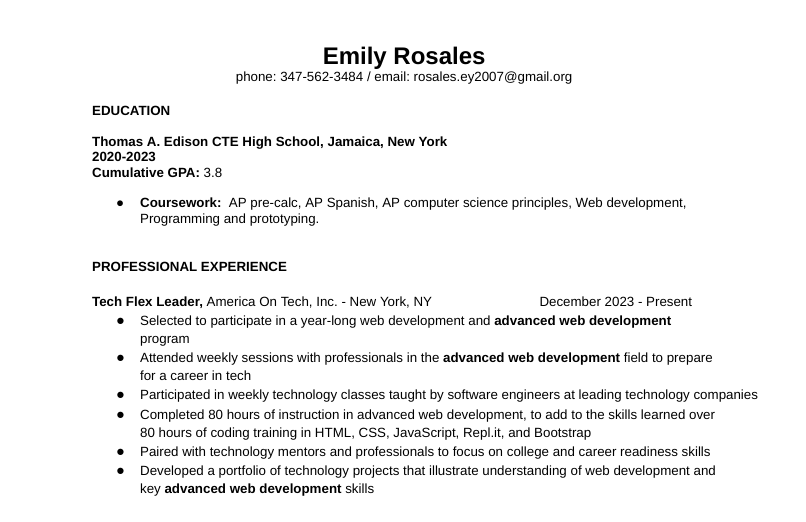 Emily Rosales
phone: 347-562-3484 / email: rosales.ey2007@gmail.org
EDUCATION
Thomas A. Edison CTE High School, Jamaica, New York
2020-2023
Cumulative GPA: 3.8
● Coursework:  AP pre-calc, AP Spanish, AP computer science principles, Web development,
Programming and prototyping.
PROFESSIONAL EXPERIENCE
Tech Flex Leader, America On Tech, Inc. - New York, NY December 2023 - Present
● Selected to participate in a year-long web development and advanced web development
program
● Attended weekly sessions with professionals in the advanced web development field to prepare
for a career in tech
● Participated in weekly technology classes taught by software engineers at leading technology companies
● Completed 80 hours of instruction in advanced web development, to add to the skills learned over
80 hours of coding training in HTML, CSS, JavaScript, Repl.it, and Bootstrap
● Paired with technology mentors and professionals to focus on college and career readiness skills
● Developed a portfolio of technology projects that illustrate understanding of web development and
key advanced web development skills